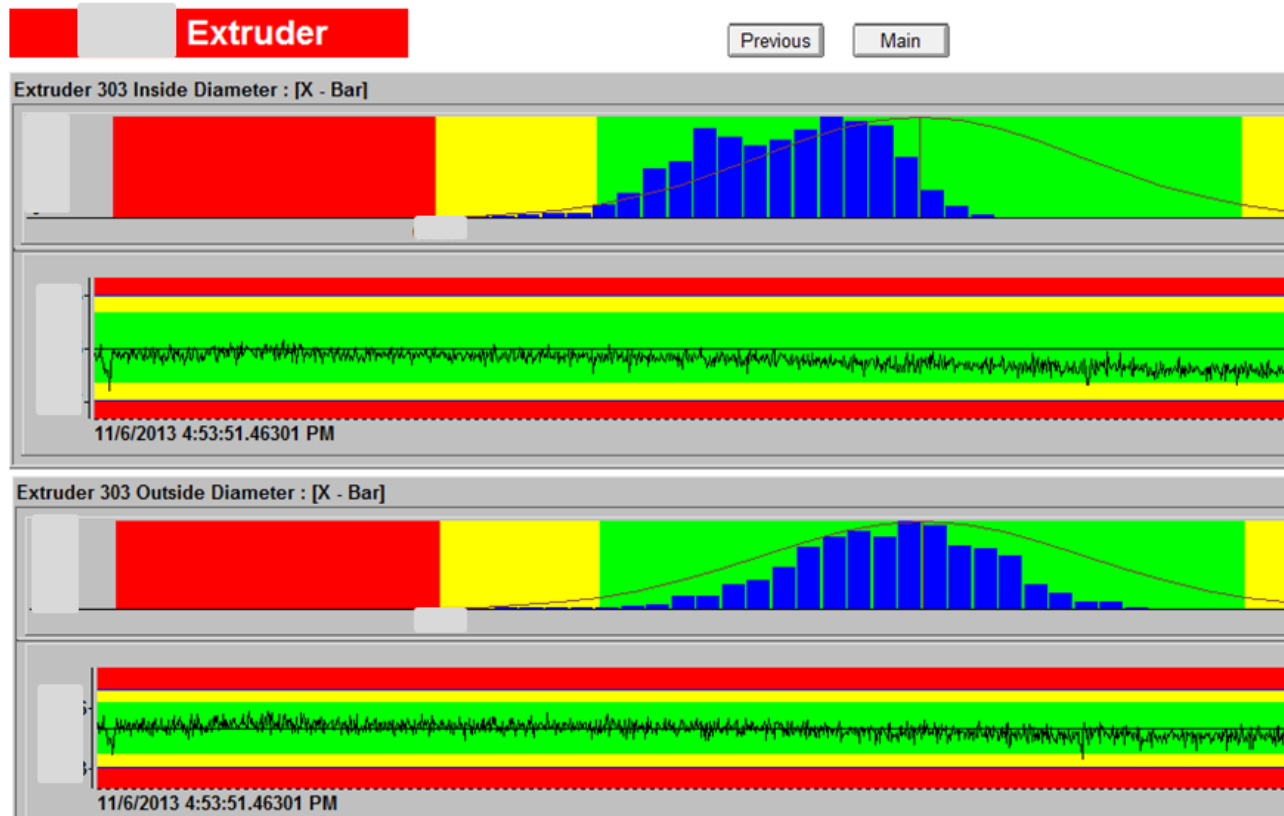 Extruder
Previous
Main
Extruder 303 Inside Diameter : [X - Bar]
11/6/2013 4:53:51.46301 PM
Extruder 303 Outside Diameter : [X - Bar]
11/6/2013 4:53:51.46301 PM